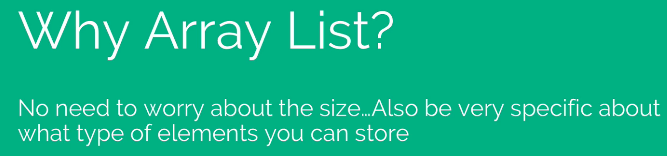 Why Array List?
No need to worry about the size...Also be very specific about
what type of elements you can store